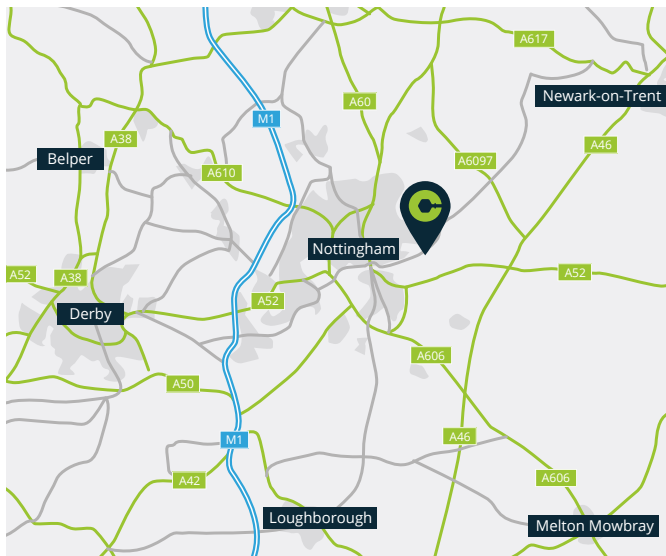 A617
Newark-on-Trent
A60
M1
A38
A46
Belper
A6097
A610
Nottingham
A52
A38
A52
A52
Derby
A606
A50
A46
M1
A42
A606
Loughborough
Melton Mowbray